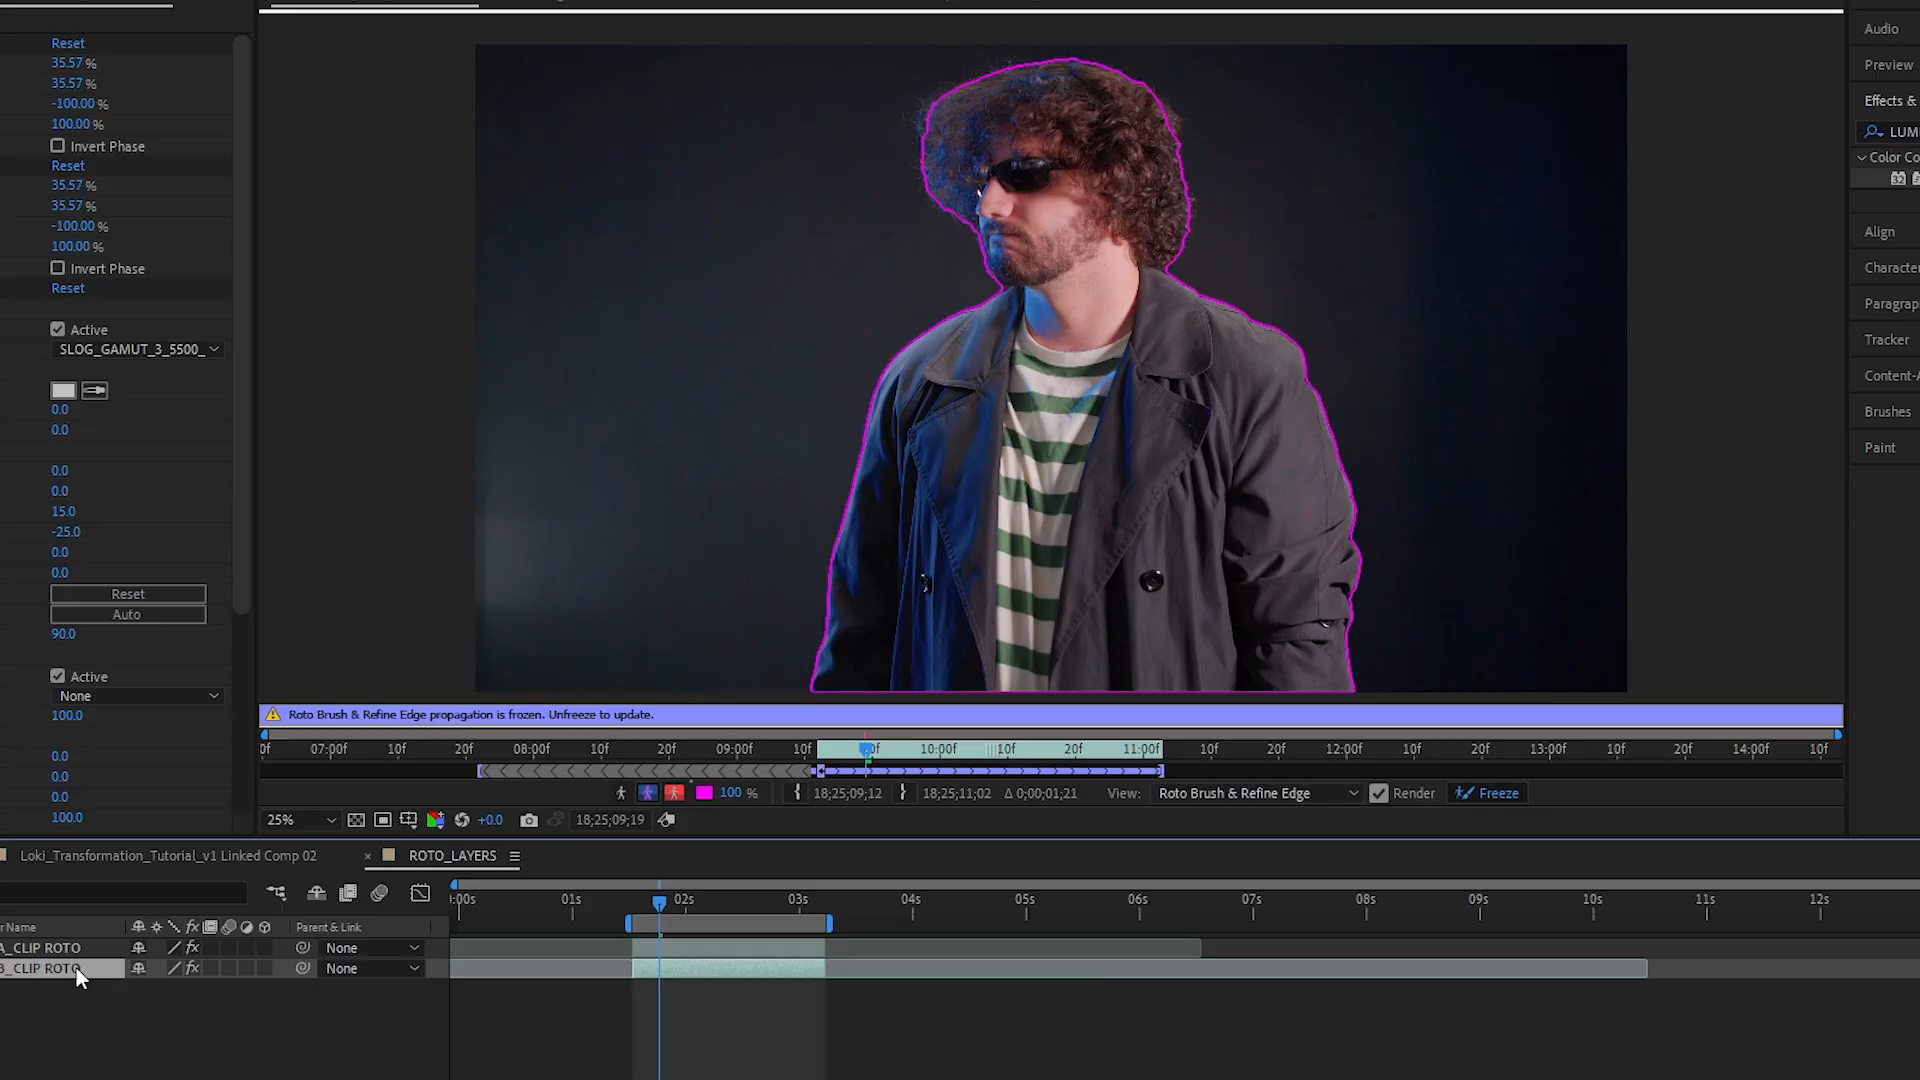 Reset
35.57 %
35.57 %
-100.00 %
100.00 %
Invert Phase
Reset
35.57 %
35.57 %
-100.00 %
100.00 %
Invert Phase
Reset
Active
SLOG_GAMUT_3_5500_
0.0
0.0
0.0
0.0
15.0
-25.0
0.0
0.0
Reset
Auto
90.0
Active
None
100.0
0.0
0.0
0.0
100.0
Audio
Preview
Effects &
LUM
Color Co
32
Align
Character
Paragrap
Tracker
Content-A
Brushes
Paint
Roto Brush & Refine Edge propagation is frozen. Unfreeze to update.
0f 07:00f 10f 20f 08:00f 10f 20f 09:00f 10f 0f 10:00f 10f 20f 11:00f 10f 20f 12:00f 10f 20f 13:00f 10f 20f 14:00f 10f
100 % 18;25;09;12 18;25;11;02 Δ 0;00;01;21 View: Roto Brush & Refine Edge Render Freeze
25% +0.0 18;25;09;19
Loki_Transformation_Tutorial_v1 Linked Comp 02 × ROTO_LAYERS
:00s 01s 02s 03s 04s 05s 06s 07s 08s 09s 10s 11s 12s
Name fx Parent & Link
A_CLIP ROTO fx None
B_CLIP ROTO fx None